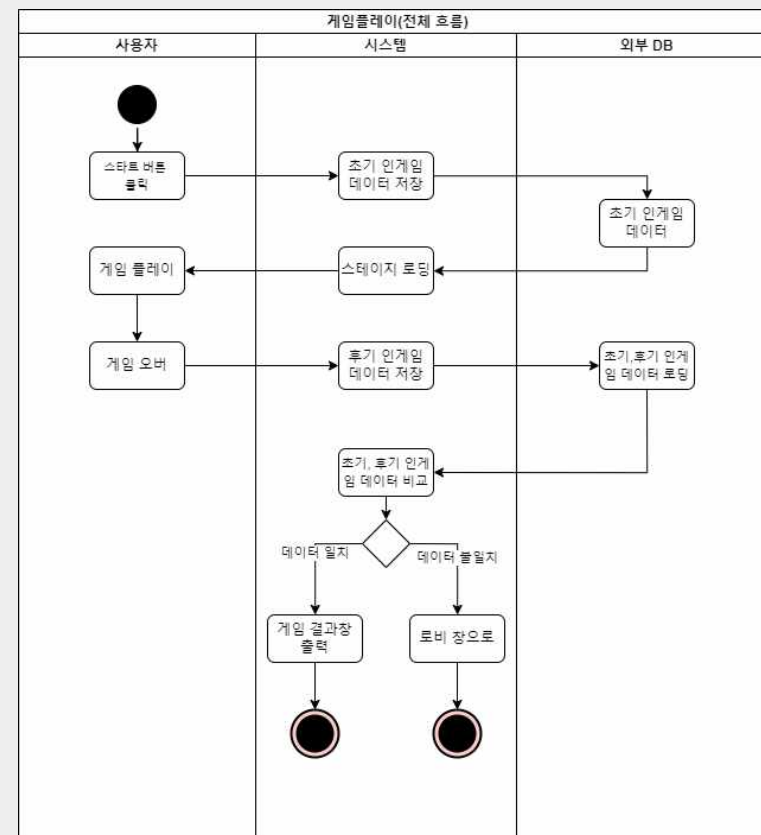 게임플레이(전체 흐름)
사용자
시스템
외부 DB
스타트 버튼
클릭
초기 인게임
데이터 저장
초기 인게임
데이터
게임 플레이
스테이지 로딩
게임 오버
후기 인게임
데이터 저장
초기,후기 인게
임 데이터 로딩
초기, 후기 인게
임 데이터 비교
데이터 일치
데이터 불일치
게임 결과창
출력
로비 창으로